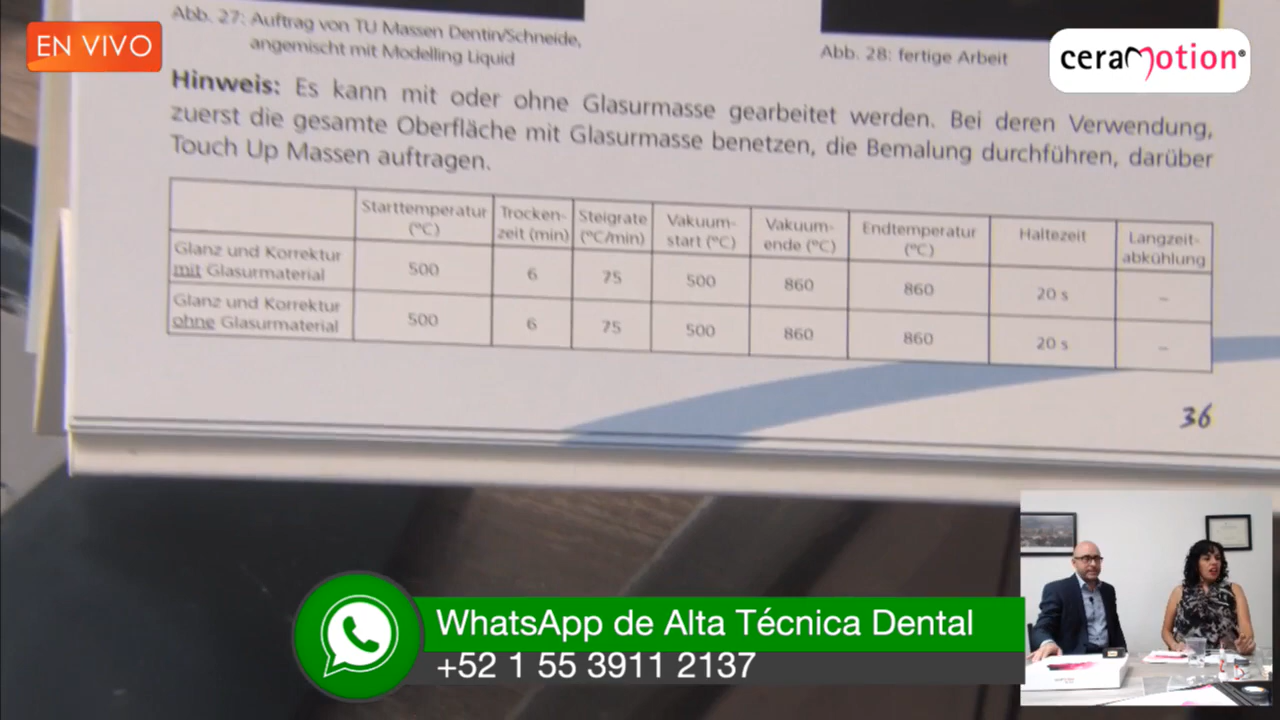 Abb. 27: Auftrag von TU Massen Dentin/Schneide,
angemischt mit Modelling Liquid
Abb. 28: fertige Arbeit
EN VIVO
ceraMotion®
Hinweis: Es kann mit oder ohne Glasurmasse gearbeitet werden. Bei deren Verwendung,
zuerst die gesamte Oberfläche mit Glasurmasse benetzen, die Bemalung durchführen, darüber
Touch Up Massen auftragen.
Starttemperatur (°C) Trocken-zeit (min) Steigrate (°C/min) Vakuum-start (°C) Vakuum-ende (°C) Endtemperatur (°C) Haltezeit Langzeit-abkühlung
Glanz und Korrektur mit Glasurmaterial 500 6 75 500 860 860 20 s –
Glanz und Korrektur ohne Glasurmaterial 500 6 75 500 860 860 20 s –
36
WhatsApp de Alta Técnica Dental
+52 1 55 3911 2137